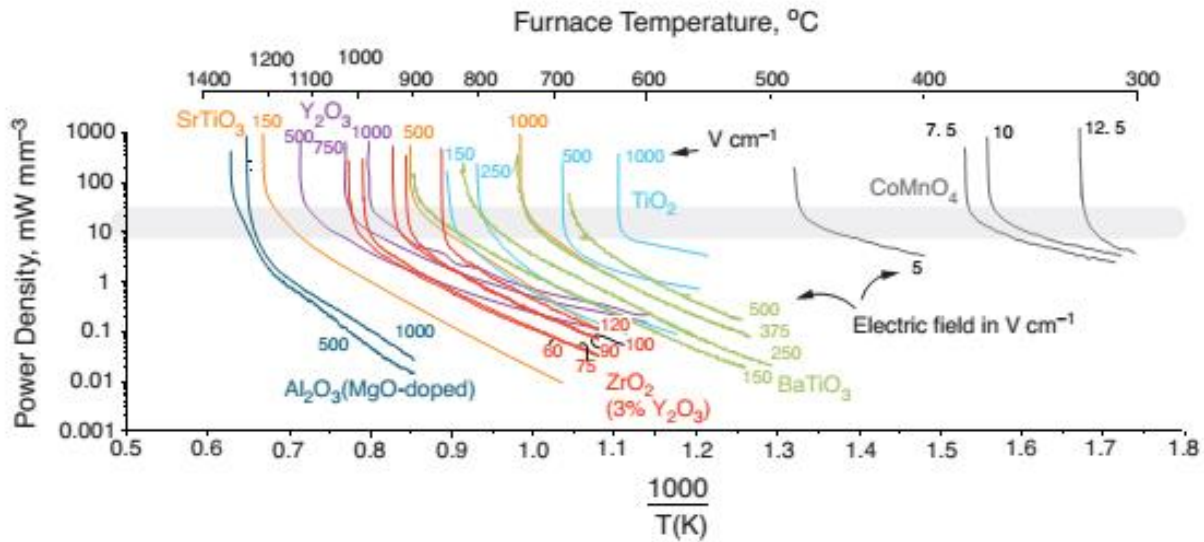 Furnace Temperature, °C
1400 1200 1100 1000 900 800 700 600 500 400 300
SrTiO₃ 150 Y₂O₃ 500 750 1000 500 150 250 1000 500 1000 V cm⁻¹ 7. 5 10 12. 5
TiO₂ CoMnO₄
Power Density, mW mm⁻³
1000
100
10
1
0.1
0.01
0.001
5
Electric field in V cm⁻¹
500
375
250
150 BaTiO₃
1000
500
Al₂O₃(MgO-doped)
120
100
60 90
75
ZrO₂
(3% Y₂O₃)
0.5 0.6 0.7 0.8 0.9 1.0 1.1 1.2 1.3 1.4 1.5 1.6 1.7 1.8
1000
T(K)